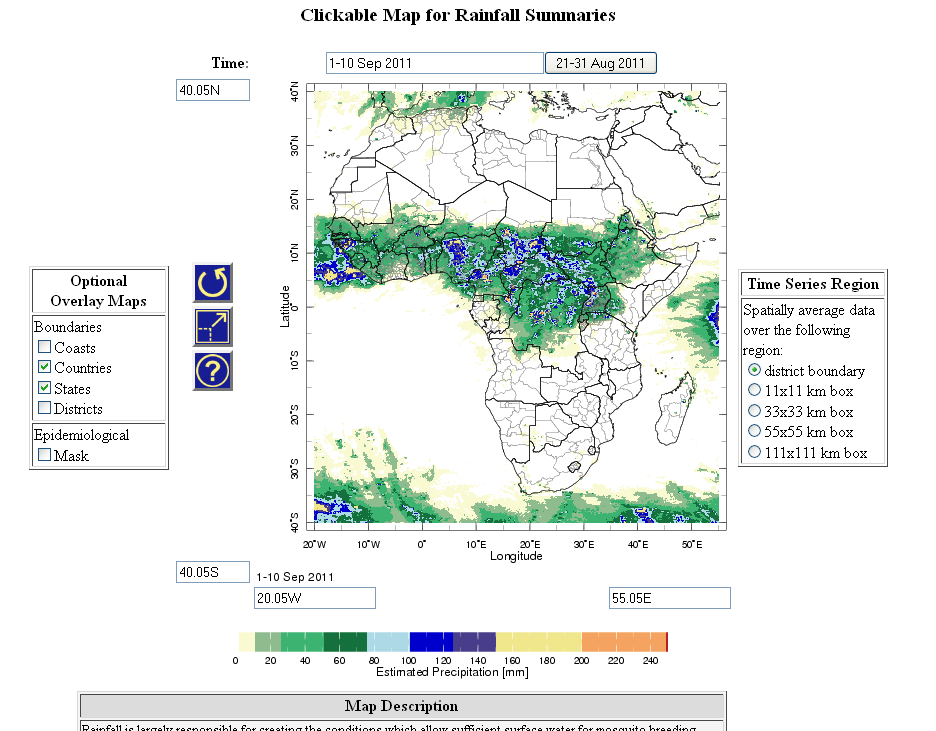 Clickable Map for Rainfall Summaries
Time:
1-10 Sep 2011
21-31 Aug 2011
40.05N
40°N
30°N
20°N
10°N
0°
10°S
20°S
30°S
40°S
Latitude
20°W 10°W 0° 10°E 20°E 30°E 40°E 50°E
Longitude
Optional
Overlay Maps
Boundaries
Coasts
Countries
States
Districts
Epidemiological
Mask
?
Time Series Region
Spatially average data
over the following
region:
district boundary
11x11 km box
33x33 km box
55x55 km box
111x111 km box
40.05S
1-10 Sep 2011
20.05W
55.05E
0 20 40 60 80 100 120 140 160 180 200 220 240
Estimated Precipitation [mm]
Map Description
Rainfall is largely responsible for creating the conditions which allow sufficient surface water for mosquito breeding